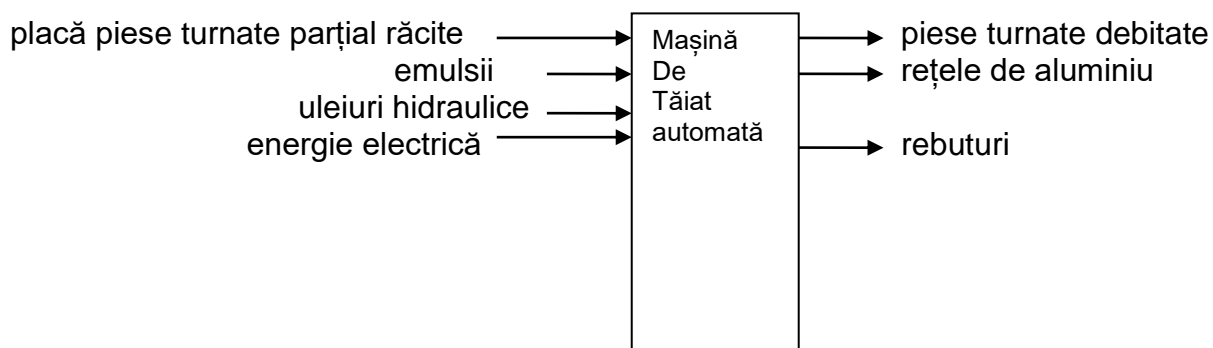 placă piese turnate parțial răcite
emulsii
uleiuri hidraulice
energie electrică
Mașină
De
Tăiat
automată
piese turnate debitate
rețele de aluminiu
rebuturi